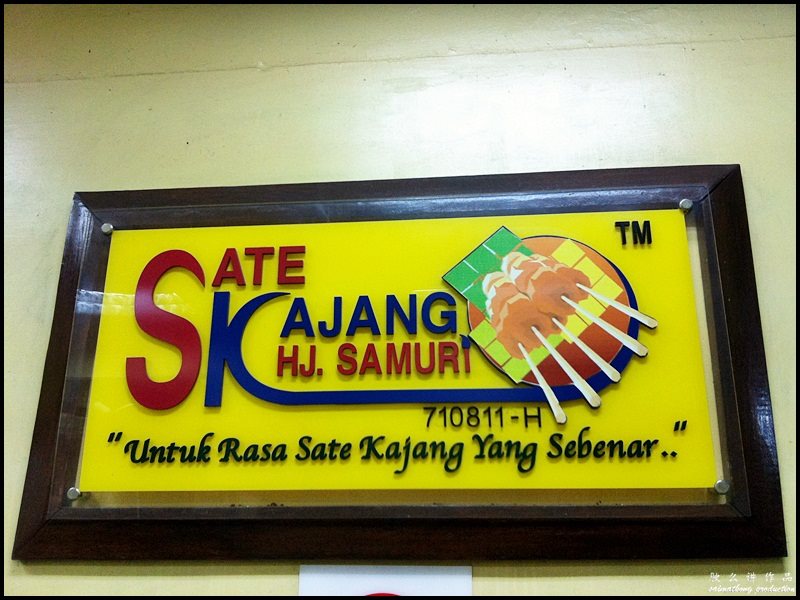 SATE
KAJANG
HJ. SAMURI
TM
710811-H
"Untuk Rasa Sate Kajang Yang Sebenar.."